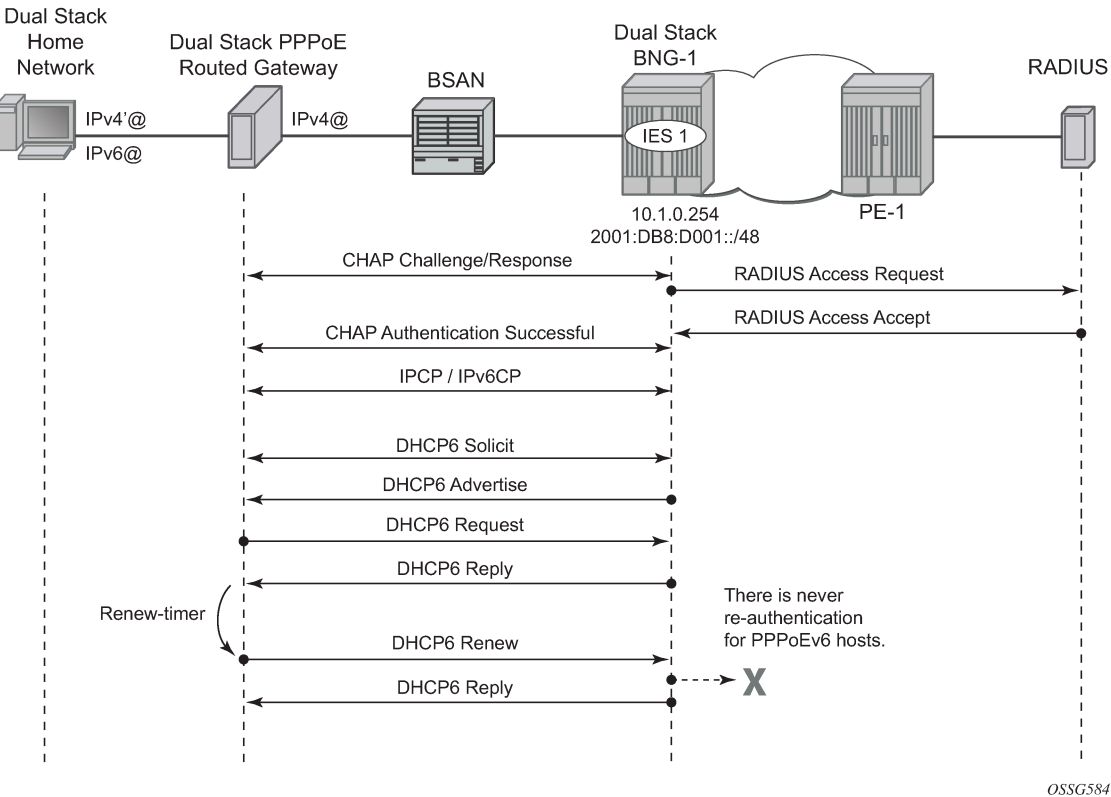 Dual Stack
Home
Network
Dual Stack PPPoE
Routed Gateway
BSAN
Dual Stack
BNG-1
RADIUS
IPv4'@
IPv6@
IPv4@
IES 1
PE-1
10.1.0.254
2001:DB8:D001::/48
CHAP Challenge/Response
RADIUS Access Request
RADIUS Access Accept
CHAP Authentication Successful
IPCP / IPv6CP
DHCP6 Solicit
DHCP6 Advertise
DHCP6 Request
DHCP6 Reply
Renew-timer
There is never
re-authentication
for PPPoEv6 hosts.
DHCP6 Renew
X
DHCP6 Reply
OSSG584